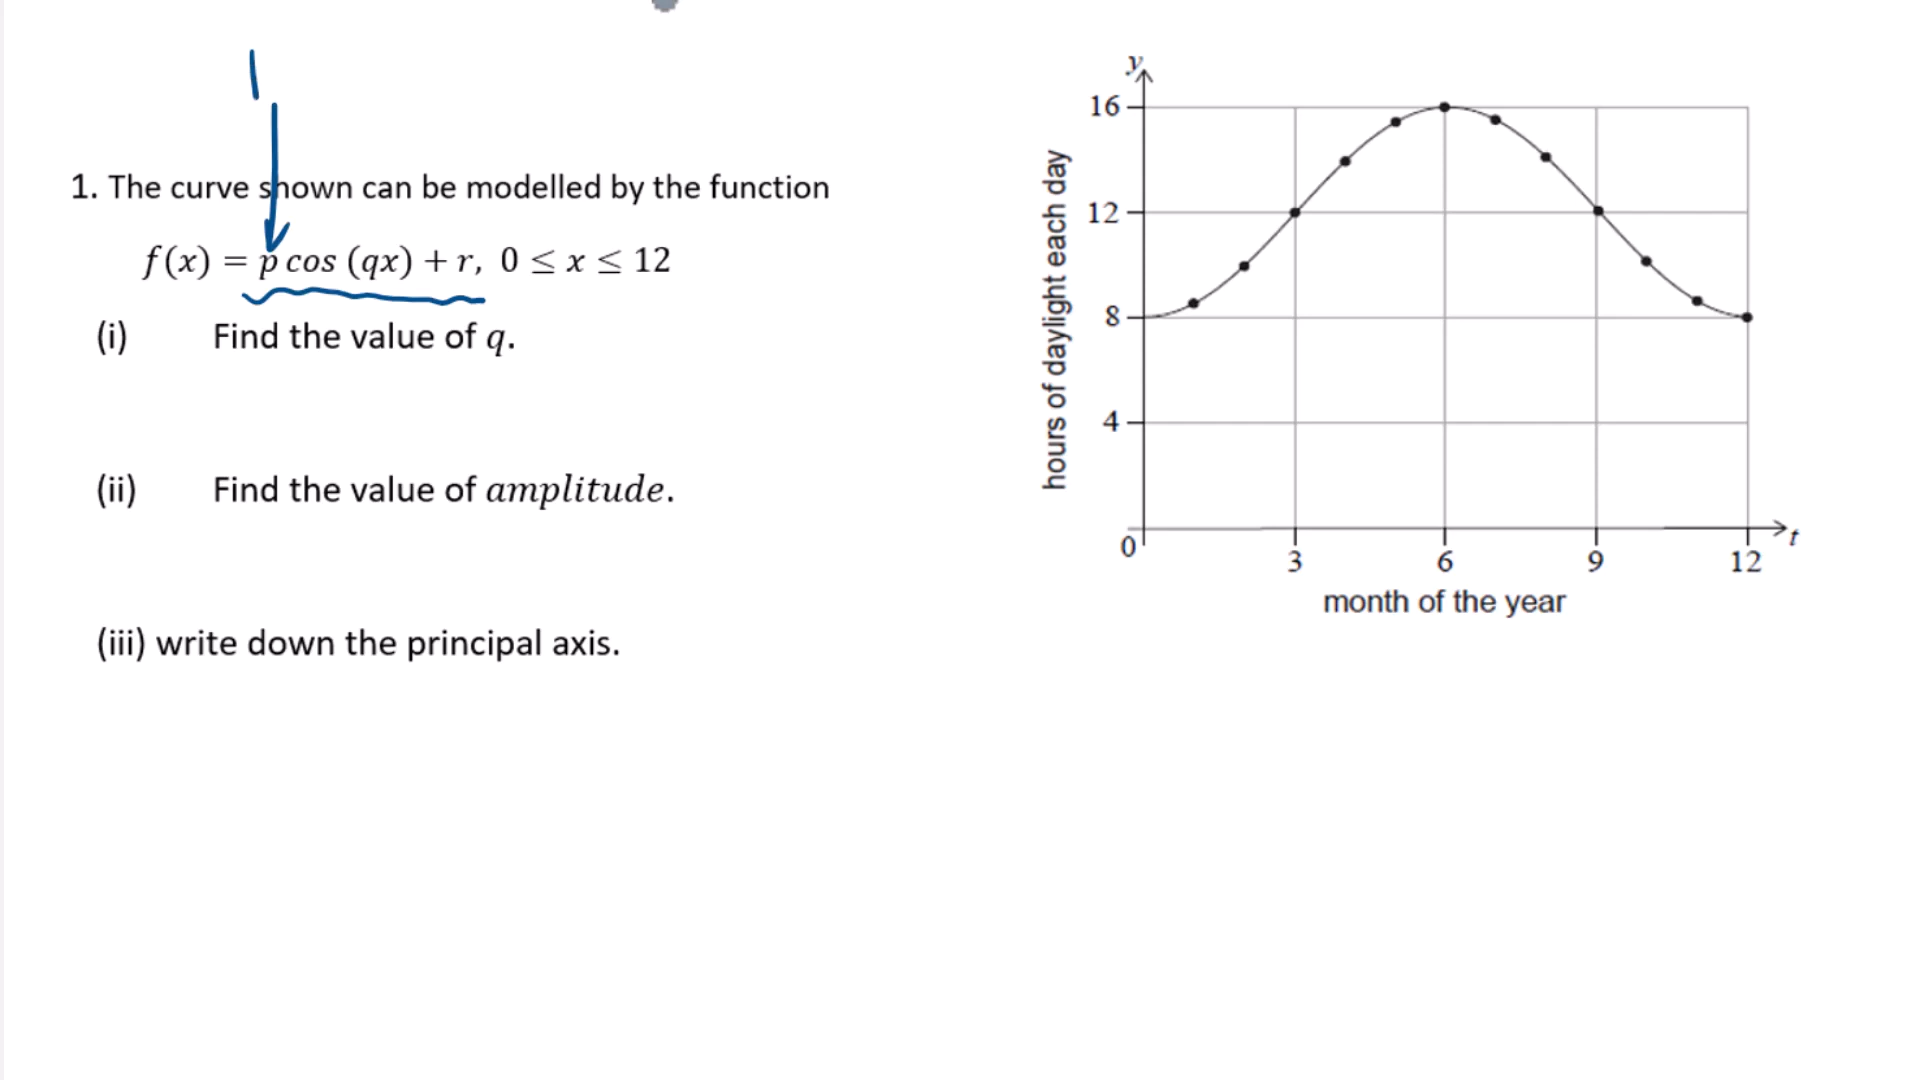 1. The curve shown can be modelled by the function
f(x) = p cos (qx) + r, 0 ≤ x ≤ 12
(i) Find the value of q.
(ii) Find the value of amplitude.
(iii) write down the principal axis.
y
16
12
8
4
0
3 6 9 12
t
hours of daylight each day
month of the year